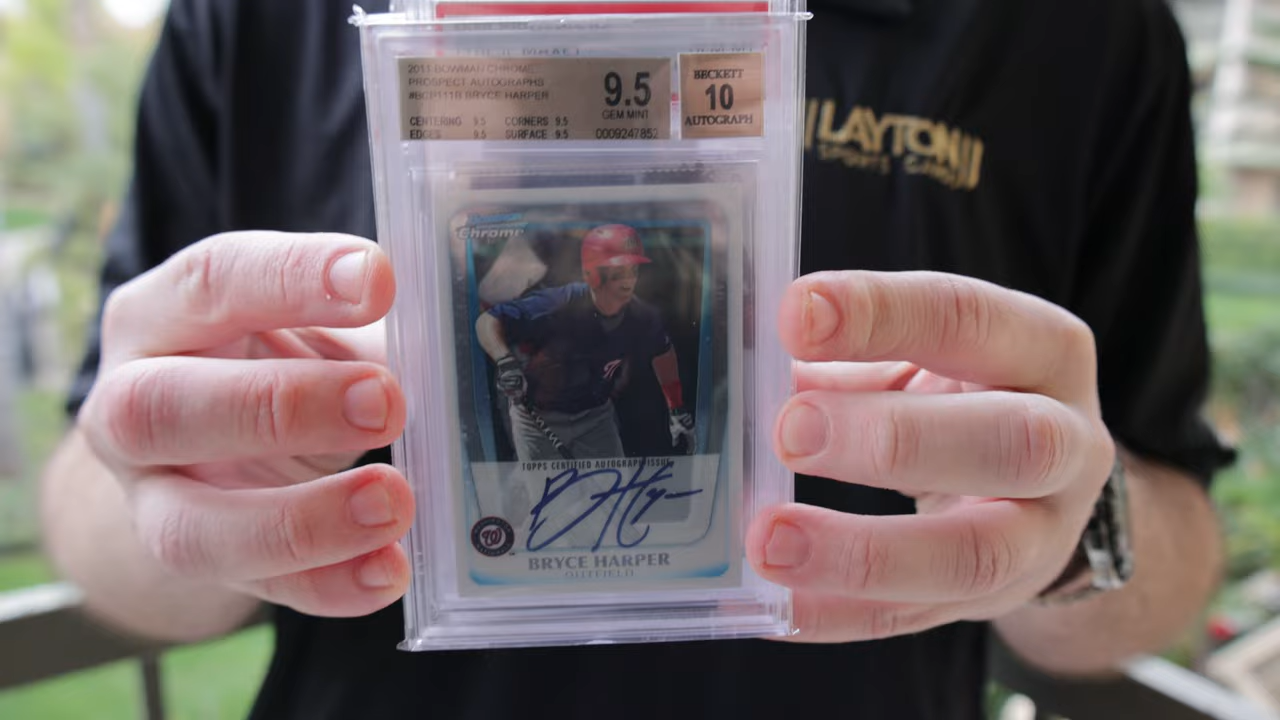 2011 BOWMAN CHROME
PROSPECT AUTOGRAPHS
#BCP111B BRYCE HARPER
9.5
GEM MINT
CENTERING 9.5 CORNERS 9.5
EDGES 9.5 SURFACE 9.5
0009247852
BECKETT
10
AUTOGRAPH
LAYTON
SPORTS CARDS
Bowman
Chrome
TOPPS CERTIFIED AUTOGRAPH ISSUE
W
BRYCE HARPER
OUTFIELD